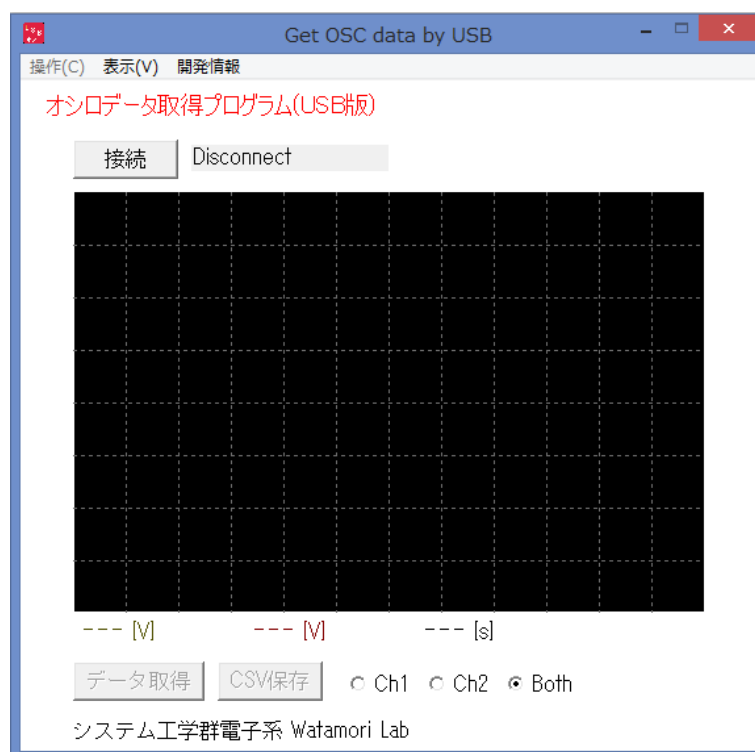 Get OSC data by USB
操作(C) 表示(V) 開発情報
オシロデータ取得プログラム(USB版)
接続 Disconnect
--- [V] --- [V] --- [s]
データ取得 CSV保存 Ch1 Ch2 Both
システム工学群電子系 Watamori Lab